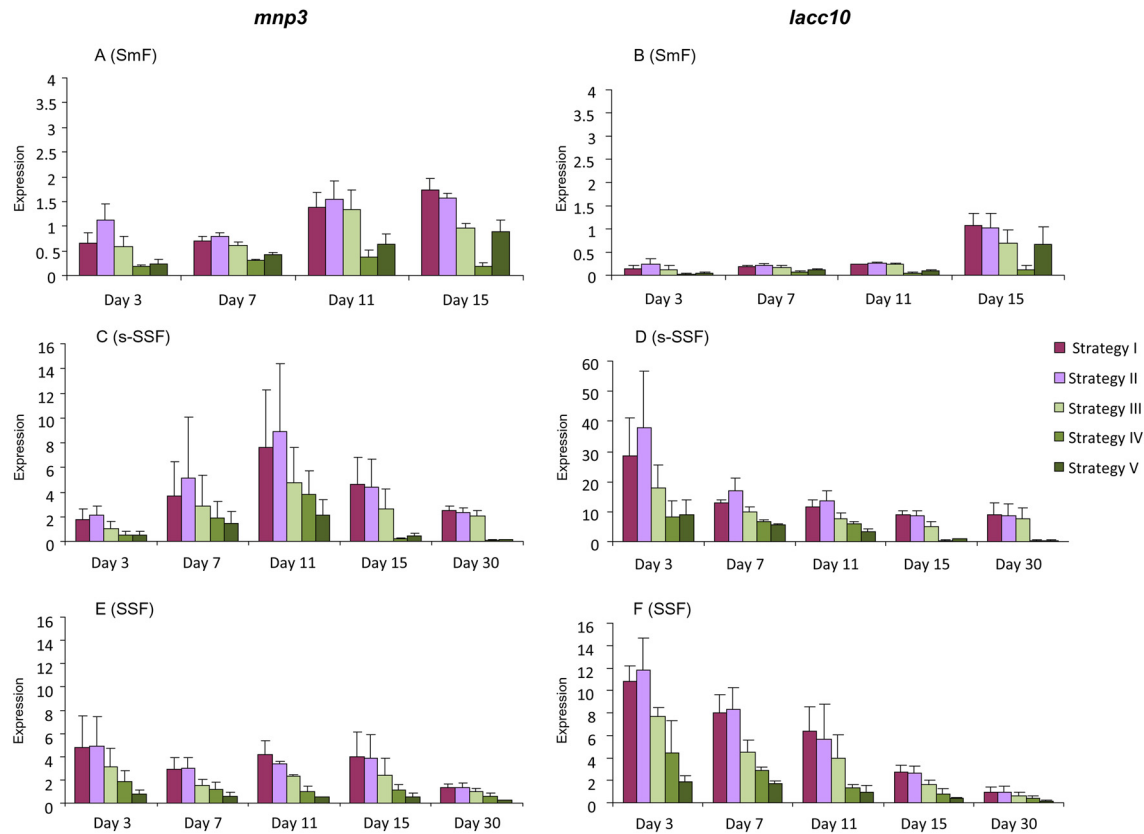 mnp3
lacc10
A (SmF)
4
3.5
3
2.5
2
1.5
1
0.5
0
Expression
Day 3 Day 7 Day 11 Day 15
B (SmF)
4
3.5
3
2.5
2
1.5
1
0.5
0
Expression
Day 3 Day 7 Day 11 Day 15
C (s-SSF)
16
14
12
10
8
6
4
2
0
Expression
Day 3 Day 7 Day 11 Day 15 Day 30
D (s-SSF)
60
50
40
30
20
10
0
Expression
Day 3 Day 7 Day 11 Day 15 Day 30
Strategy I
Strategy II
Strategy III
Strategy IV
Strategy V
E (SSF)
16
14
12
10
8
6
4
2
0
Expression
Day 3 Day 7 Day 11 Day 15 Day 30
F (SSF)
16
14
12
10
8
6
4
2
0
Expression
Day 3 Day 7 Day 11 Day 15 Day 30